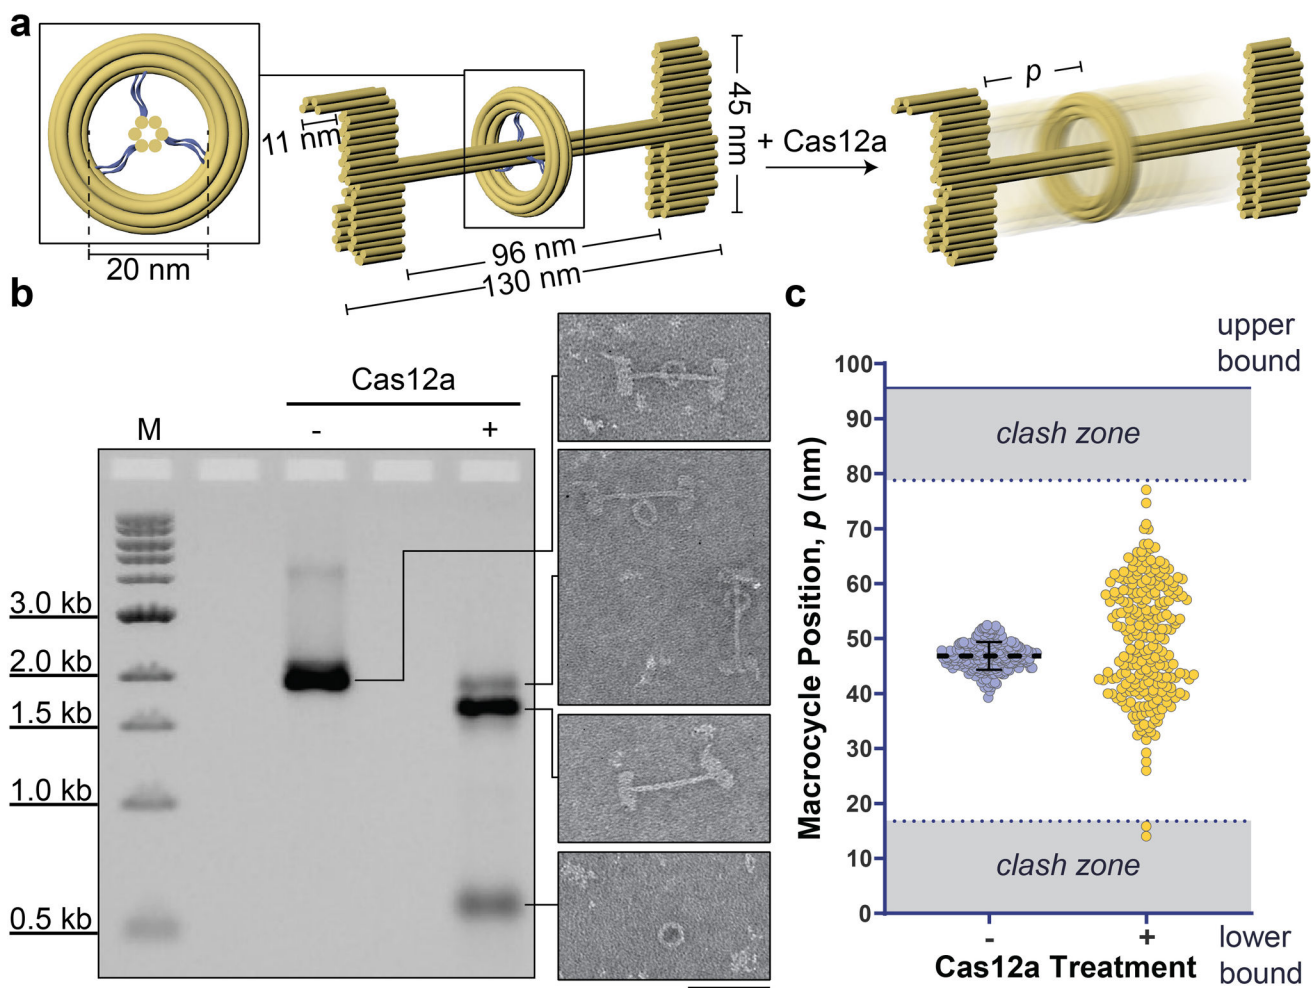 a
20 nm
11 nm
96 nm
130 nm
45 nm
+ Cas12a
p
b
Cas12a
M - +
3.0 kb
2.0 kb
1.5 kb
1.0 kb
0.5 kb
c
upper
bound
100
90
80
70
60
50
40
30
20
10
0
Macrocycle Position, p (nm)
clash zone
clash zone
- +
Cas12a Treatment
lower
bound